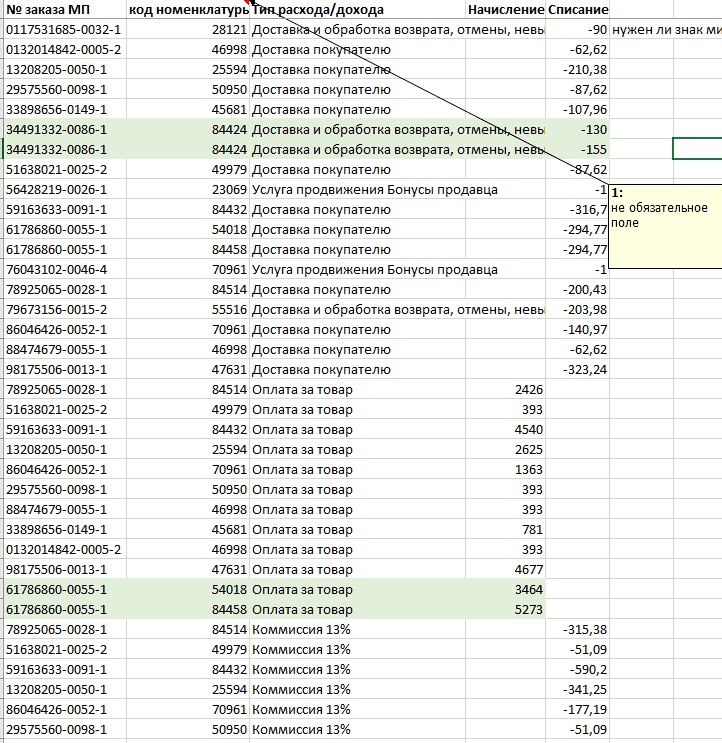 № заказа МП код номенклатурь Тип расхода/дохода Начисление Списание
0117531685-0032-1 28121 Доставка и обработка возврата, отмены, невы -90 нужен ли знак ми
0132014842-0005-2 46998 Доставка покупателю -62,62
13208205-0050-1 25594 Доставка покупателю -210,38
29575560-0098-1 50950 Доставка покупателю -87,62
33898656-0149-1 45681 Доставка покупателю -107,96
34491332-0086-1 84424 Доставка и обработка возврата, отмены, невы -130
34491332-0086-1 84424 Доставка и обработка возврата, отмены, невы -155
51638021-0025-2 49979 Доставка покупателю -87,62
56428219-0026-1 23069 Услуга продвижения Бонусы продавца -1
1:
59163633-0091-1 84432 Доставка покупателю -316,7
не обязательное
61786860-0055-1 54018 Доставка покупателю -294,77
поле
61786860-0055-1 84458 Доставка покупателю -294,77
76043102-0046-4 70961 Услуга продвижения Бонусы продавца -1
78925065-0028-1 84514 Доставка покупателю -200,43
79673156-0015-2 55516 Доставка и обработка возврата, отмены, невы -203,98
86046426-0052-1 70961 Доставка покупателю -140,97
88474679-0055-1 46998 Доставка покупателю -62,62
98175506-0013-1 47631 Доставка покупателю -323,24
78925065-0028-1 84514 Оплата за товар 2426
51638021-0025-2 49979 Оплата за товар 393
59163633-0091-1 84432 Оплата за товар 4540
13208205-0050-1 25594 Оплата за товар 2625
86046426-0052-1 70961 Оплата за товар 1363
29575560-0098-1 50950 Оплата за товар 393
88474679-0055-1 46998 Оплата за товар 393
33898656-0149-1 45681 Оплата за товар 781
0132014842-0005-2 46998 Оплата за товар 393
98175506-0013-1 47631 Оплата за товар 4677
61786860-0055-1 54018 Оплата за товар 3464
61786860-0055-1 84458 Оплата за товар 5273
78925065-0028-1 84514 Коммиссия 13% -315,38
51638021-0025-2 49979 Коммиссия 13% -51,09
59163633-0091-1 84432 Коммиссия 13% -590,2
13208205-0050-1 25594 Коммиссия 13% -341,25
86046426-0052-1 70961 Коммиссия 13% -177,19
29575560-0098-1 50950 Коммиссия 13% -51,09